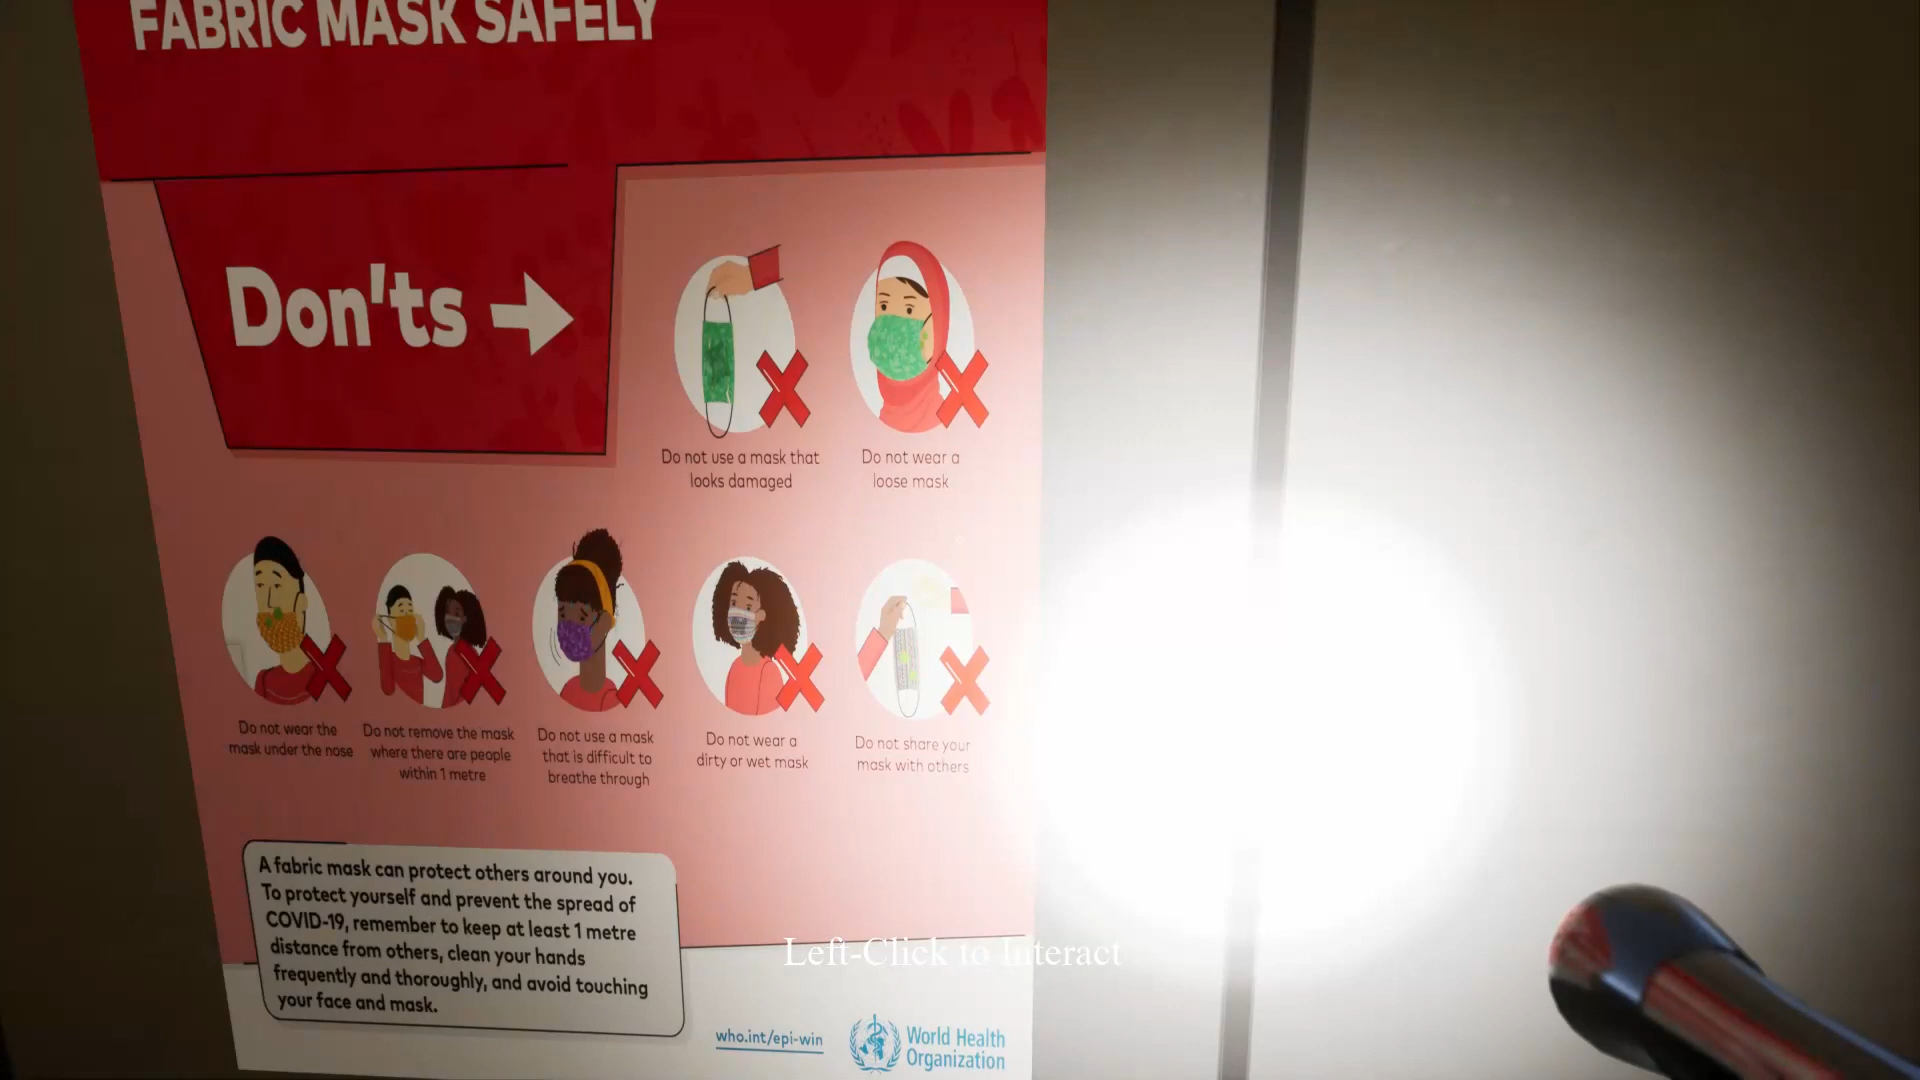 FABRIC MASK SAFELY
Don'ts
Do not use a mask that
looks damaged
Do not wear a
loose mask
Do not wear the
mask under the nose
Do not remove the mask
where there are people
within 1 metre
Do not use a mask
that is difficult to
breathe through
Do not wear a
dirty or wet mask
Do not share your
mask with others
A fabric mask can protect others around you.
To protect yourself and prevent the spread of
COVID-19, remember to keep at least 1 metre
distance from others, clean your hands
frequently and thoroughly, and avoid touching
your face and mask.
Left-Click to Interact
who.int/epi-win
World Health
Organization